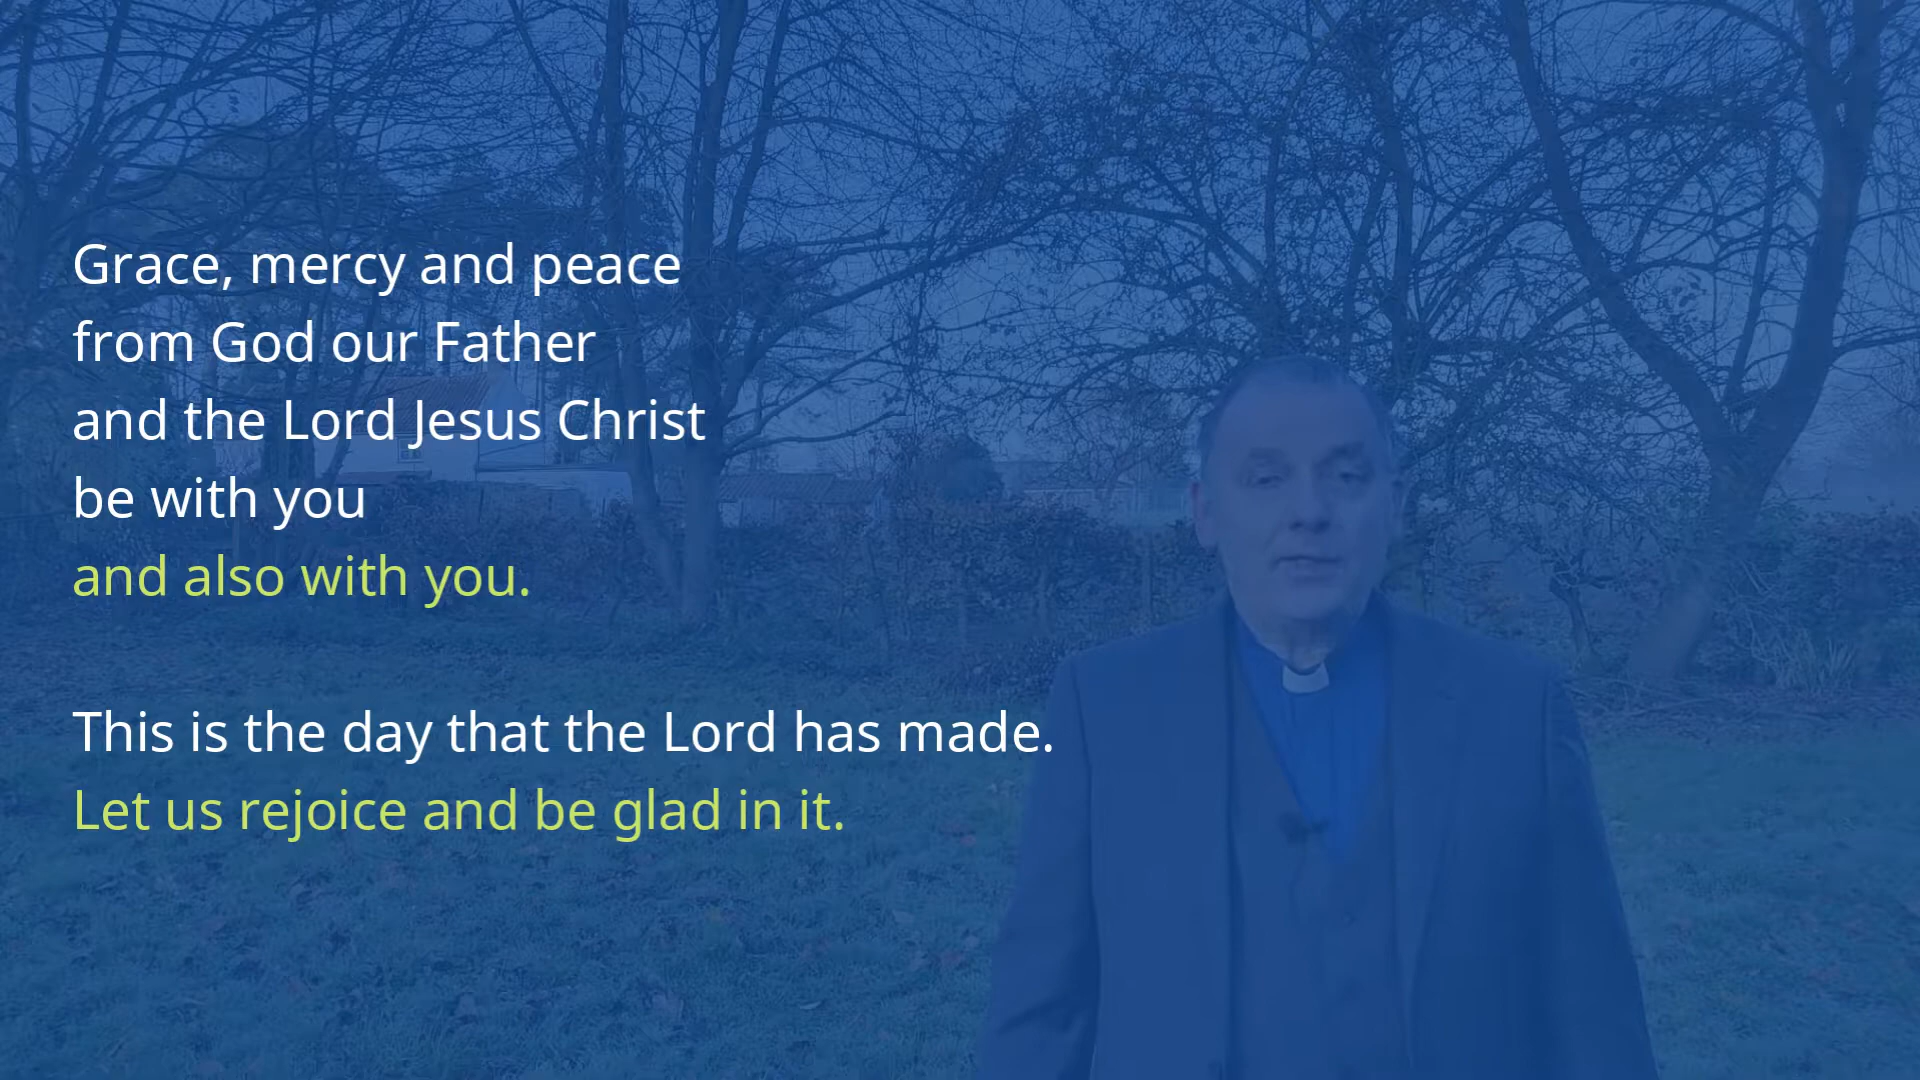 Grace, mercy and peace
from God our Father
and the Lord Jesus Christ
be with you
and also with you.
This is the day that the Lord has made.
Let us rejoice and be glad in it.